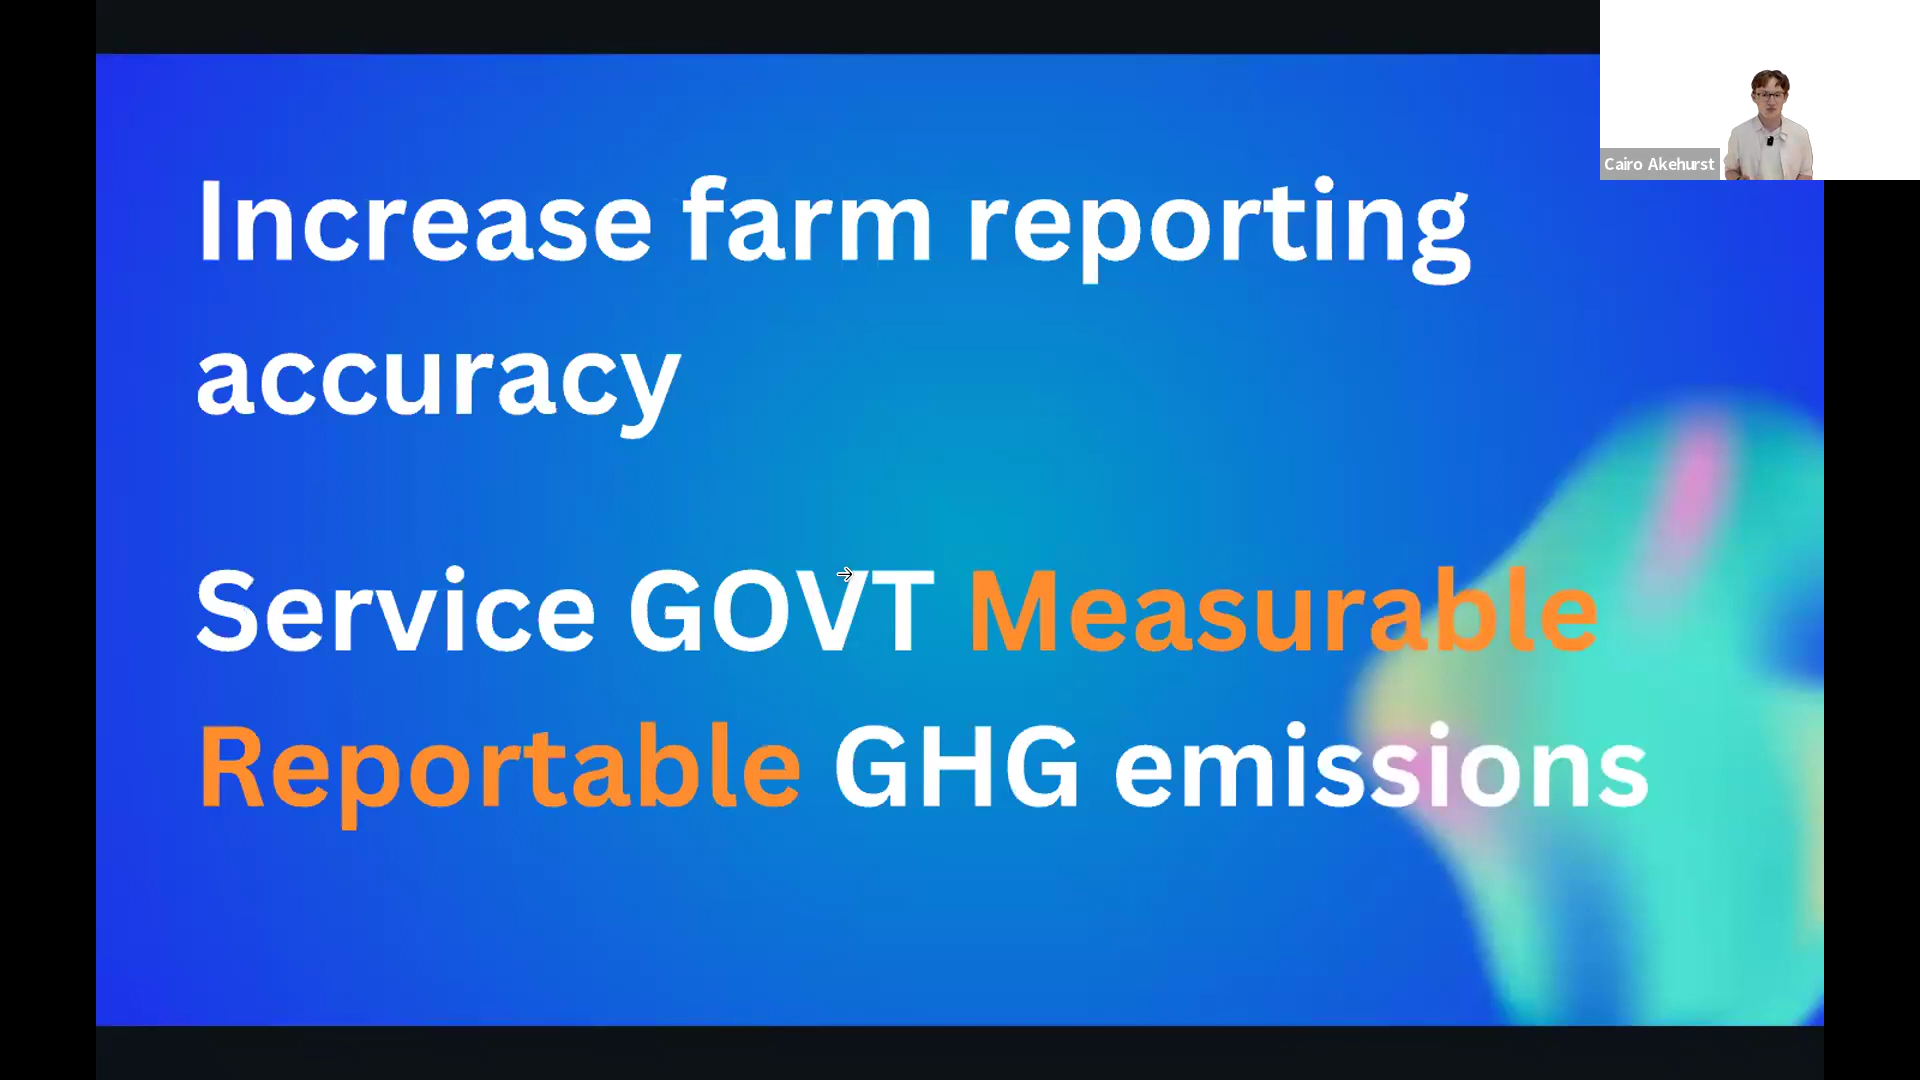 Increase farm reporting
accuracy
Service GOVT Measurable
Reportable GHG emissions
Cairo Akehurst